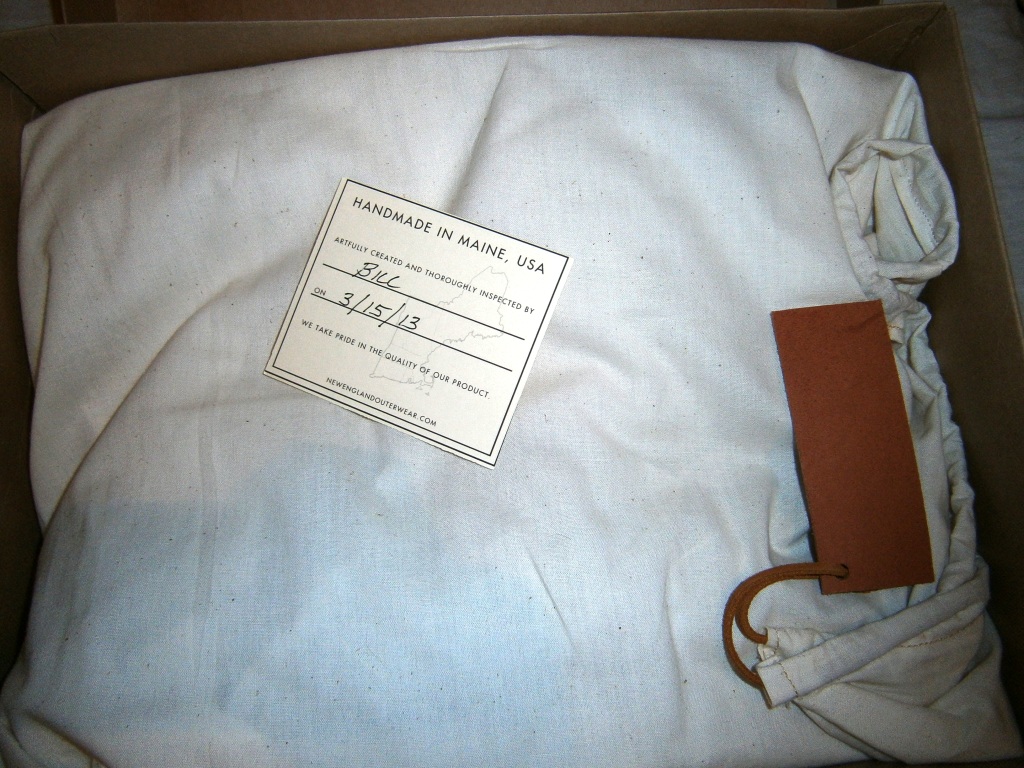 HANDMADE IN MAINE, USA
ARTFULLY CREATED AND THOROUGHLY INSPECTED BY
BILL
ON 3/15/13
WE TAKE PRIDE IN THE QUALITY OF OUR PRODUCT.
NEWENGLANDOUTERWEAR.COM